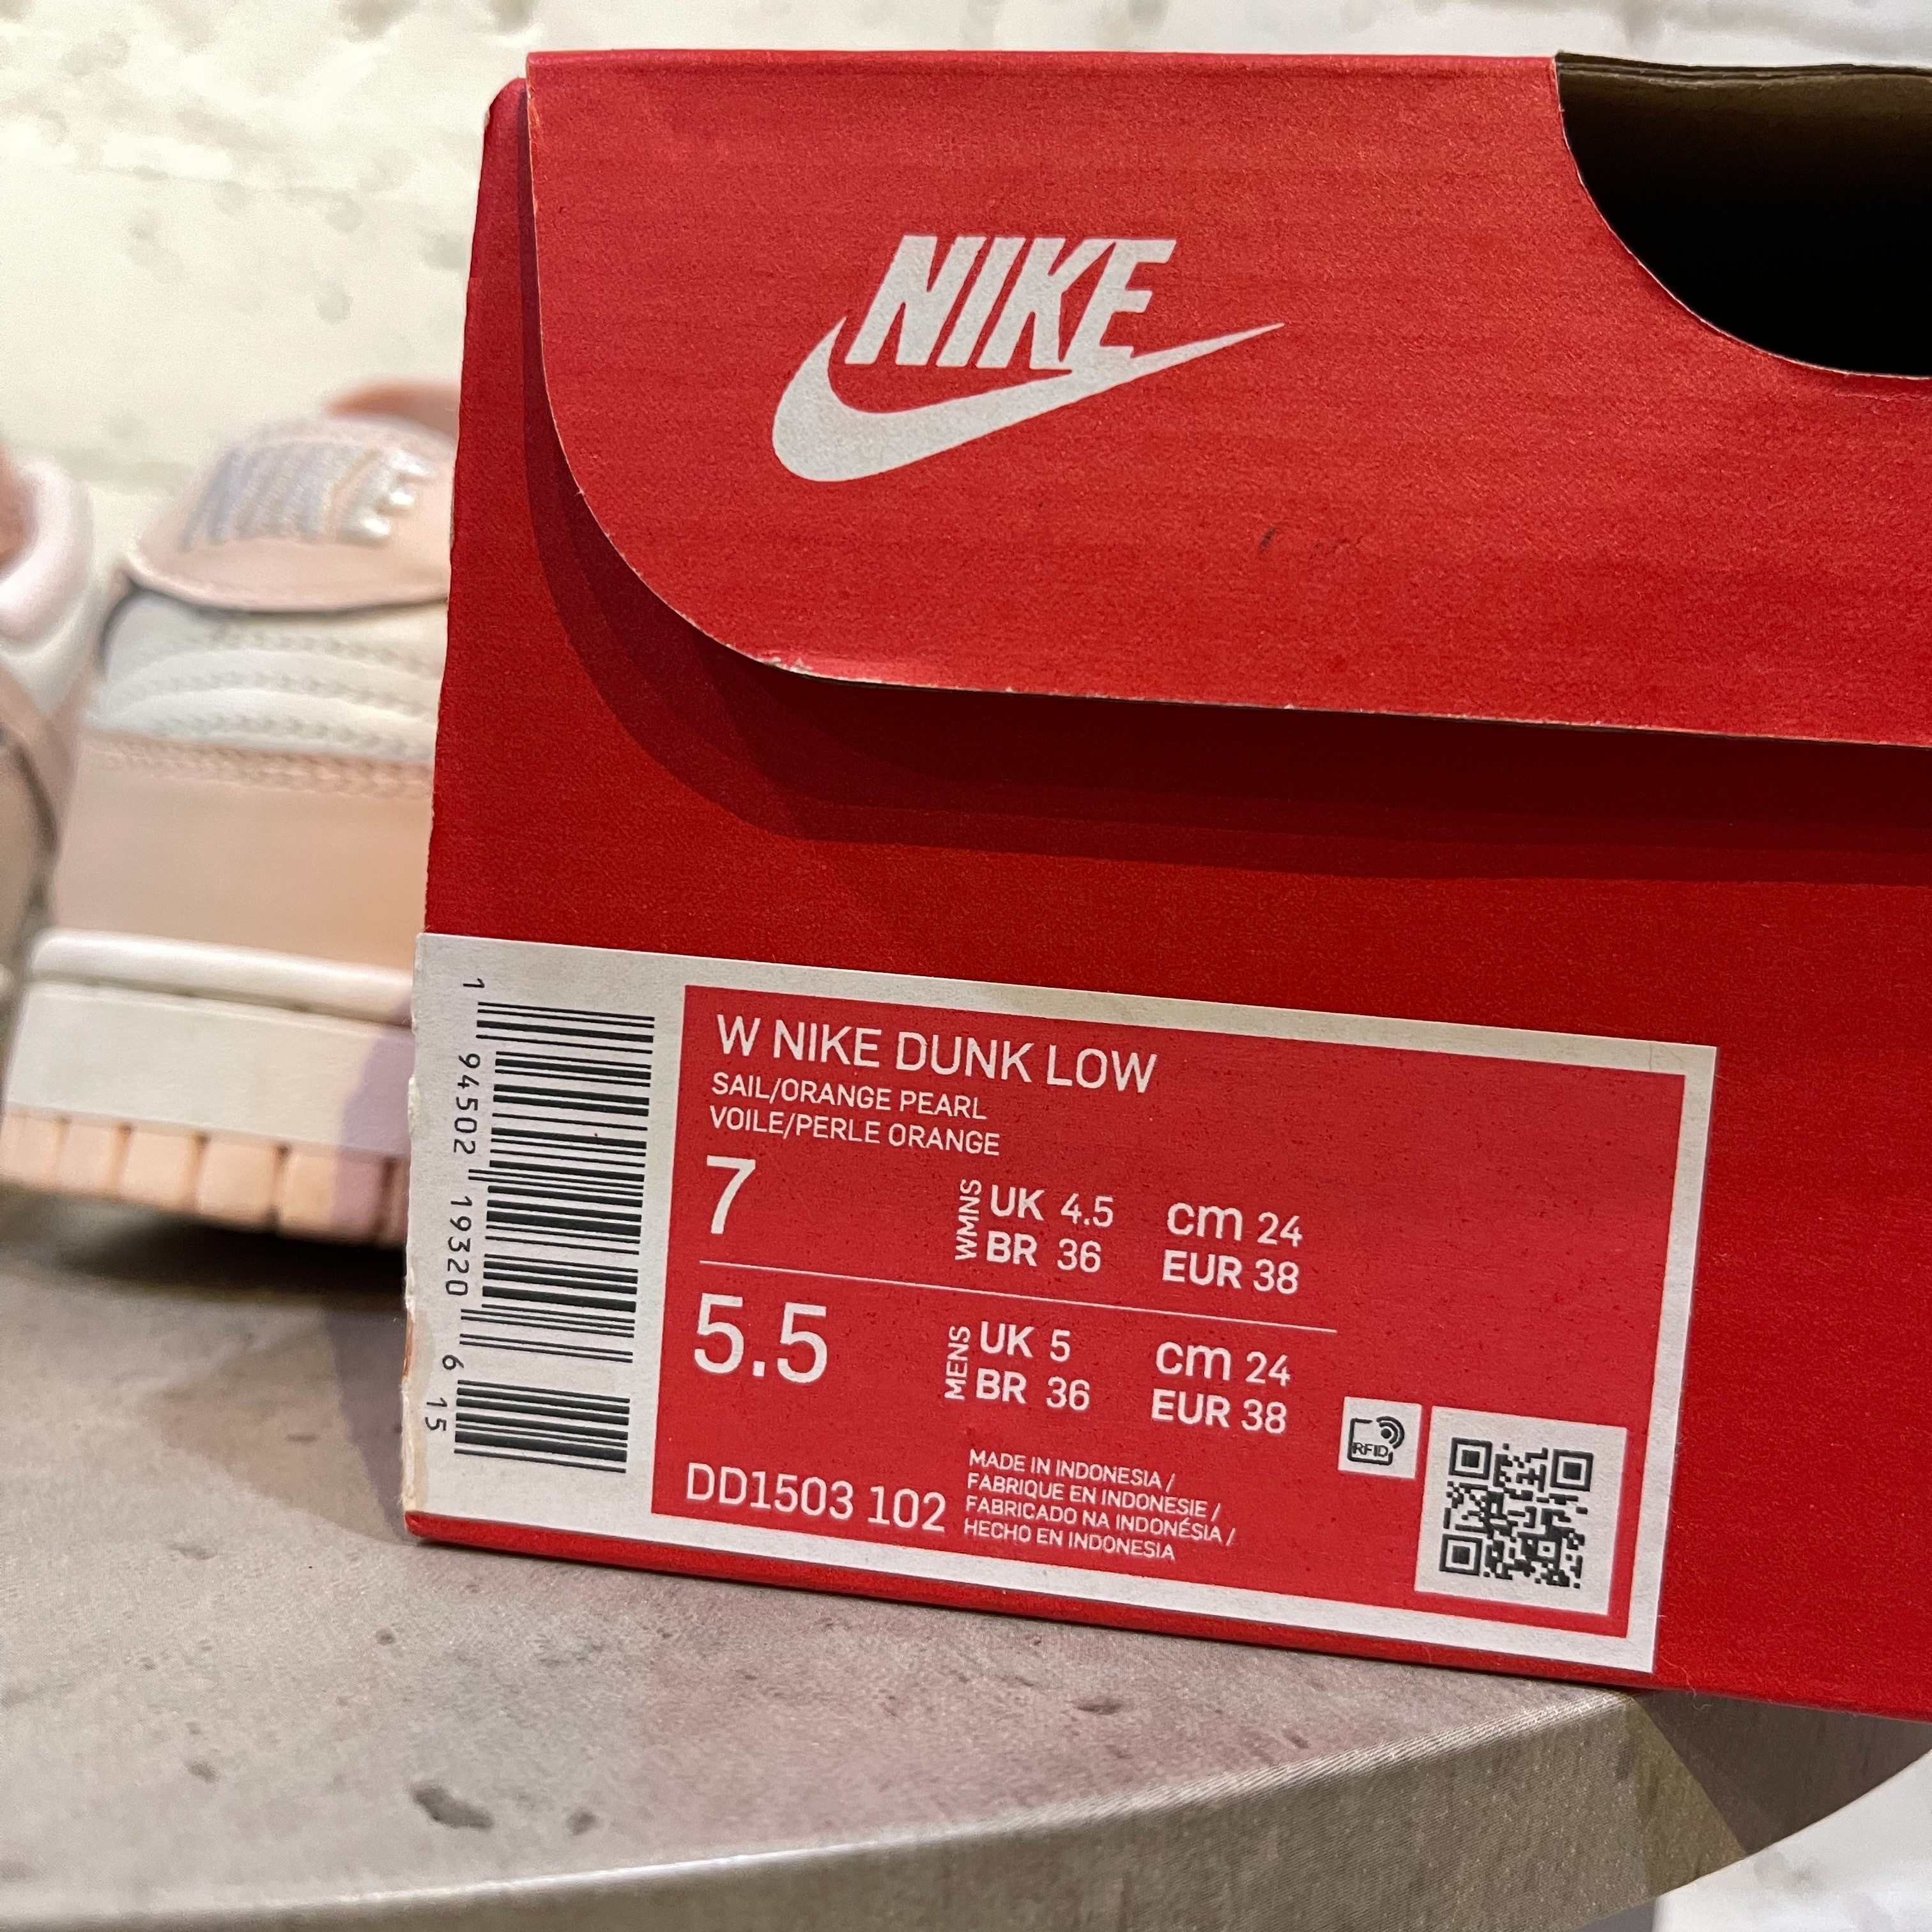 NIKE
NIKE
1 94502 19320 6 15
W NIKE DUNK LOW
SAIL/ORANGE PEARL
VOILE/PERLE ORANGE
7 WMNS UK 4.5 cm 24
BR 36 EUR 38
5.5 MENS UK 5 cm 24
BR 36 EUR 38
RFID
DD1503 102
MADE IN INDONESIA /
FABRIQUE EN INDONESIE /
FABRICADO NA INDONÉSIA /
HECHO EN INDONESIA